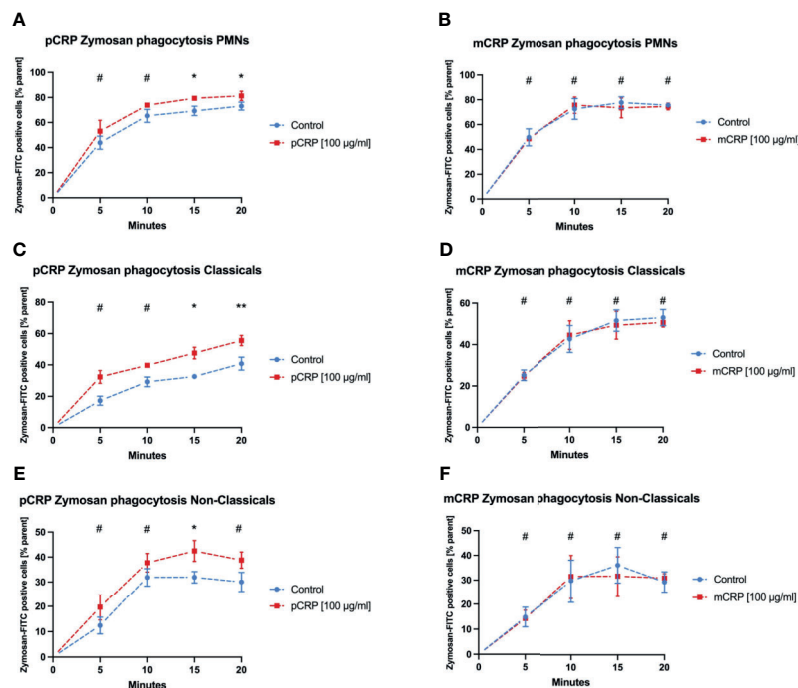 A
pCRP Zymosan phagocytosis PMNs
Zymosan-FITC positive cells [% parent]
100
80
60
40
20
0
# # * *
0 5 10 15 20
Minutes
Control
pCRP [100 µg/ml]
B
mCRP Zymosan phagocytosis PMNs
Zymosan-FITC positive cells [% parent]
100
80
60
40
20
0
# # # #
0 5 10 15 20
Minutes
Control
mCRP [100 µg/ml]
C
pCRP Zymosan phagocytosis Classicals
Zymosan-FITC positive cells [% parent]
80
60
40
20
0
# # * **
0 5 10 15 20
Minutes
Control
pCRP [100 µg/ml]
D
mCRP Zymosan phagocytosis Classicals
Zymosan-FITC positive cells [% parent]
60
40
20
0
# # # #
0 5 10 15 20
Minutes
Control
mCRP [100 µg/ml]
E
pCRP Zymosan phagocytosis Non-Classicals
Zymosan-FITC positive cells [% parent]
50
40
30
20
10
0
# # * #
0 5 10 15 20
Minutes
Control
pCRP [100 µg/ml]
F
mCRP Zymosan phagocytosis Non-Classicals
Zymosan-FITC positive cells [% parent]
50
40
30
20
10
0
# # # #
0 5 10 15 20
Minutes
Control
mCRP [100 µg/ml]